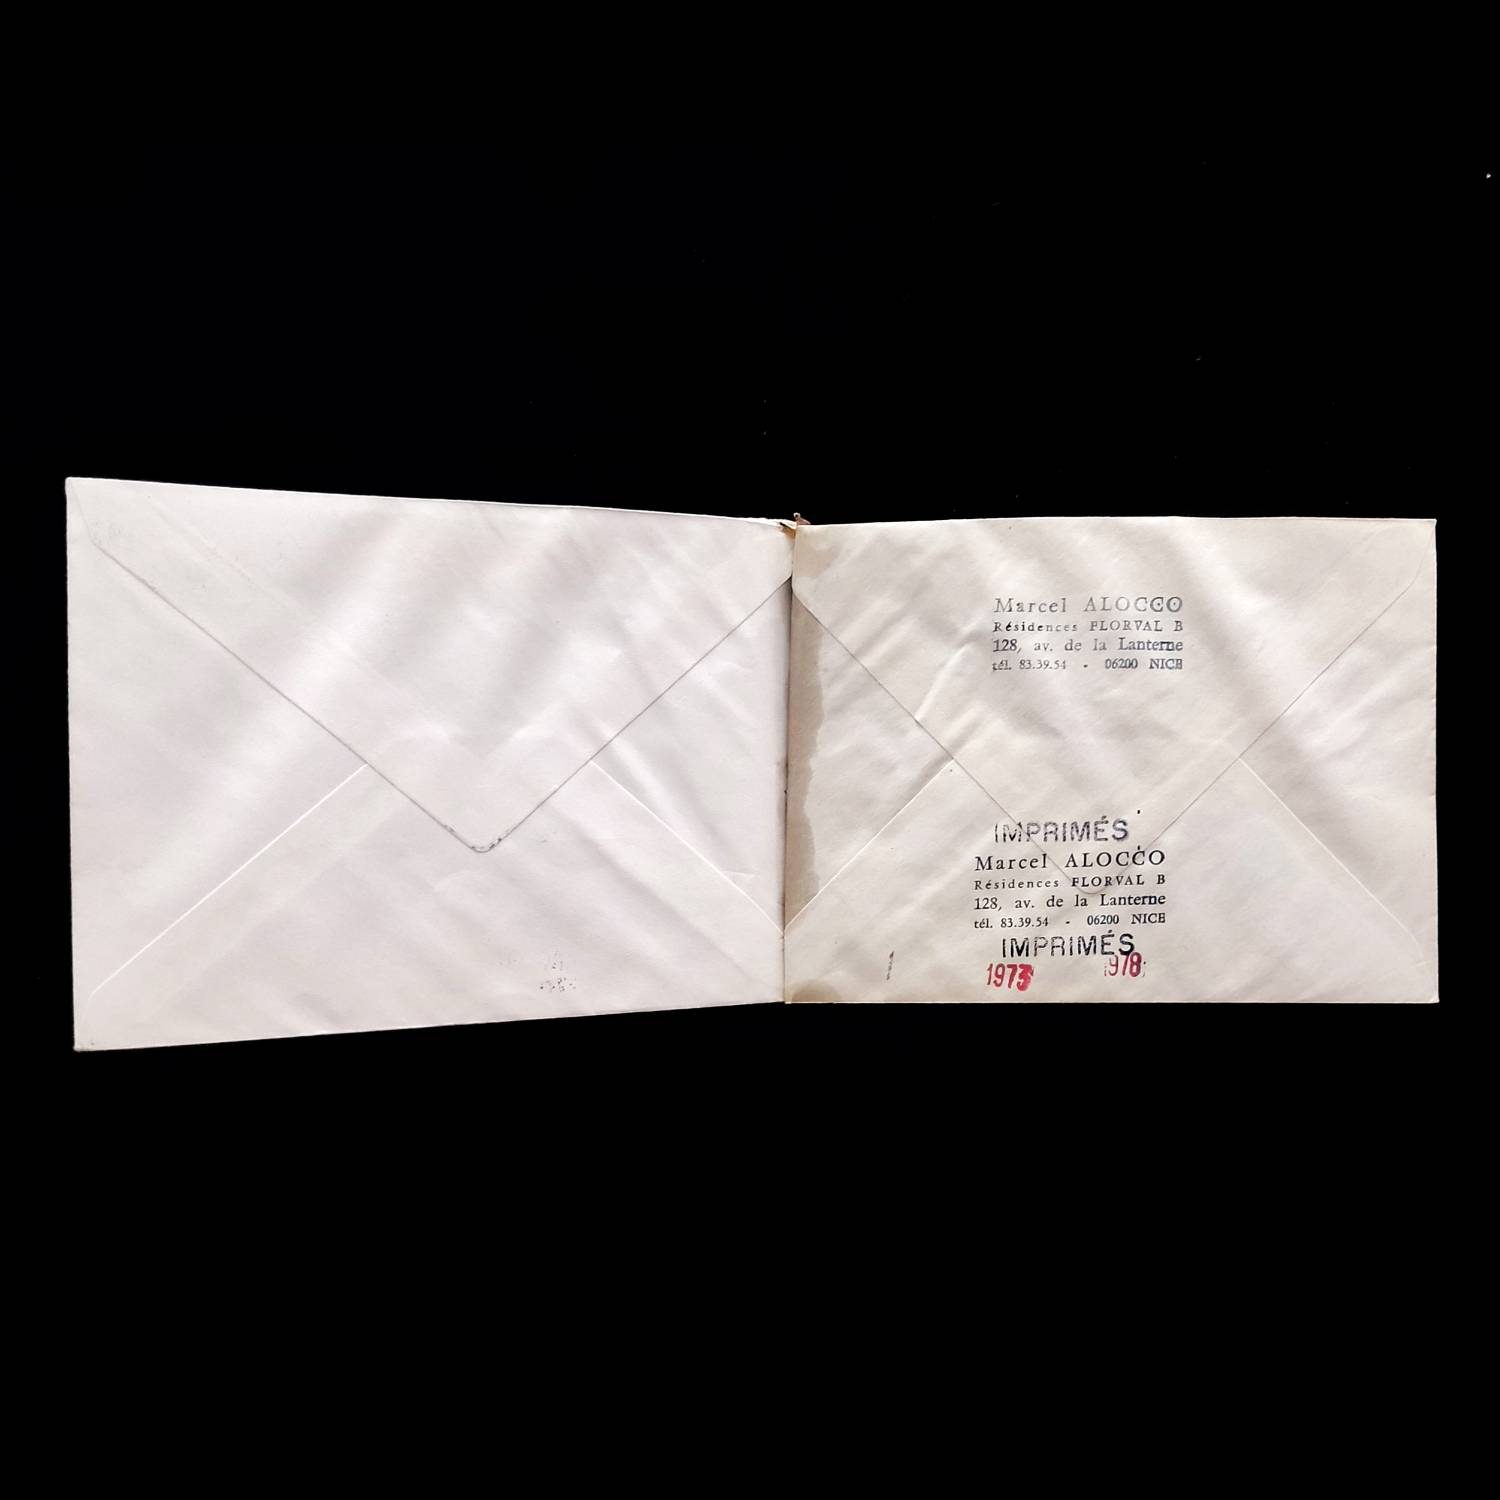 Marcel ALOCCO
Résidences FLORVAL B
128, av. de la Lanterne
tél. 83.39.54 - 06200 NICE
IMPRIMÉS
Marcel ALOCCO
Résidences FLORVAL B
128, av. de la Lanterne
tél. 83.39.54 - 06200 NICE
IMPRIMÉS
1973 1978